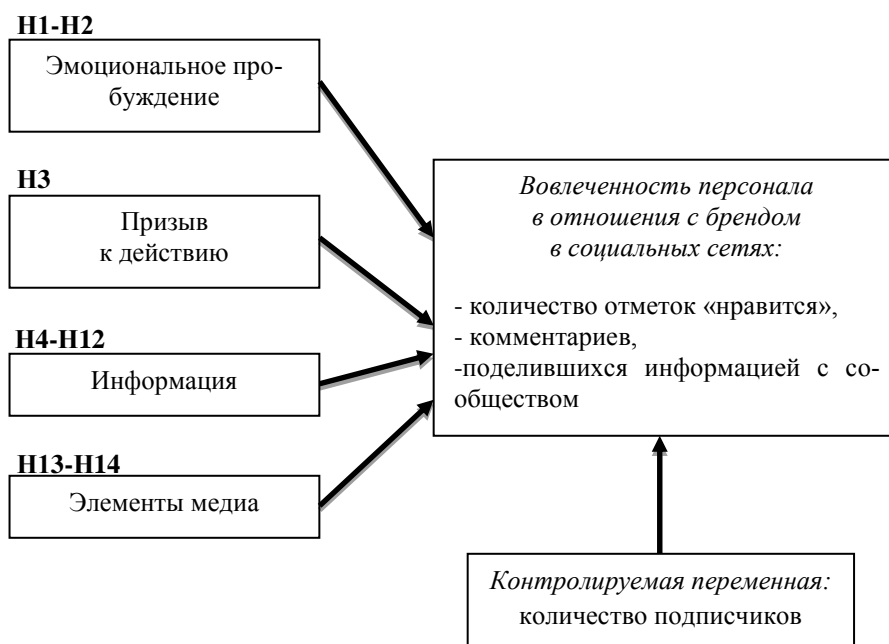 H1-H2
Эмоциональное про-
буждение
H3
Призыв
к действию
H4-H12
Информация
H13-H14
Элементы медиа
Вовлеченность персонала
в отношения с брендом
в социальных сетях:
- количество отметок «нравится»,
- комментариев,
-поделившихся информацией с со-
обществом
Контролируемая переменная:
количество подписчиков